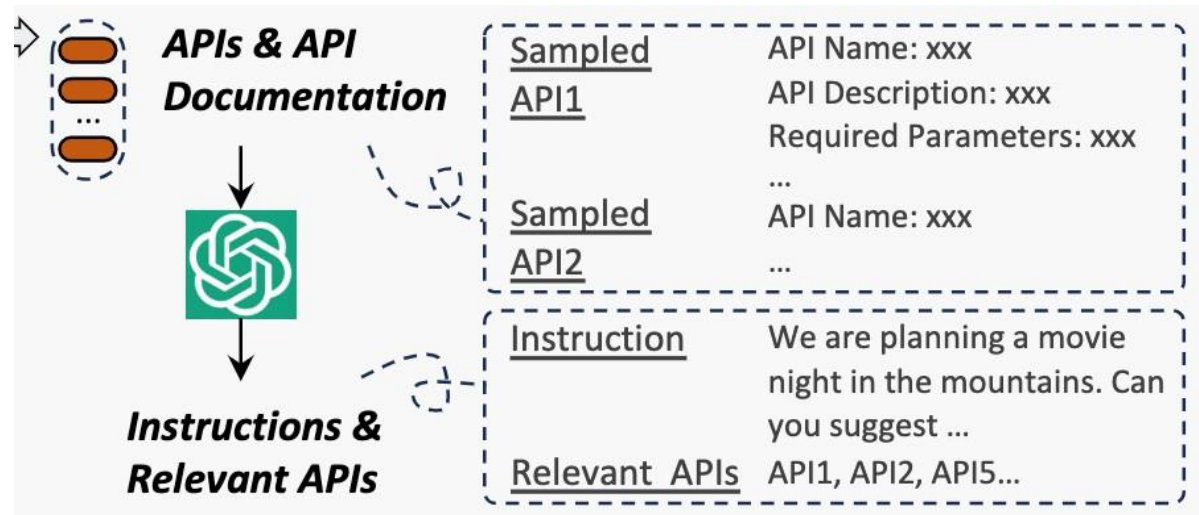 APIs & API
Documentation
...
Instructions &
Relevant APIs
Sampled API Name: xxx
API1 API Description: xxx
Required Parameters: xxx
...
Sampled API Name: xxx
API2 ...
Instruction We are planning a movie
night in the mountains. Can
you suggest ...
Relevant APIs API1, API2, API5...